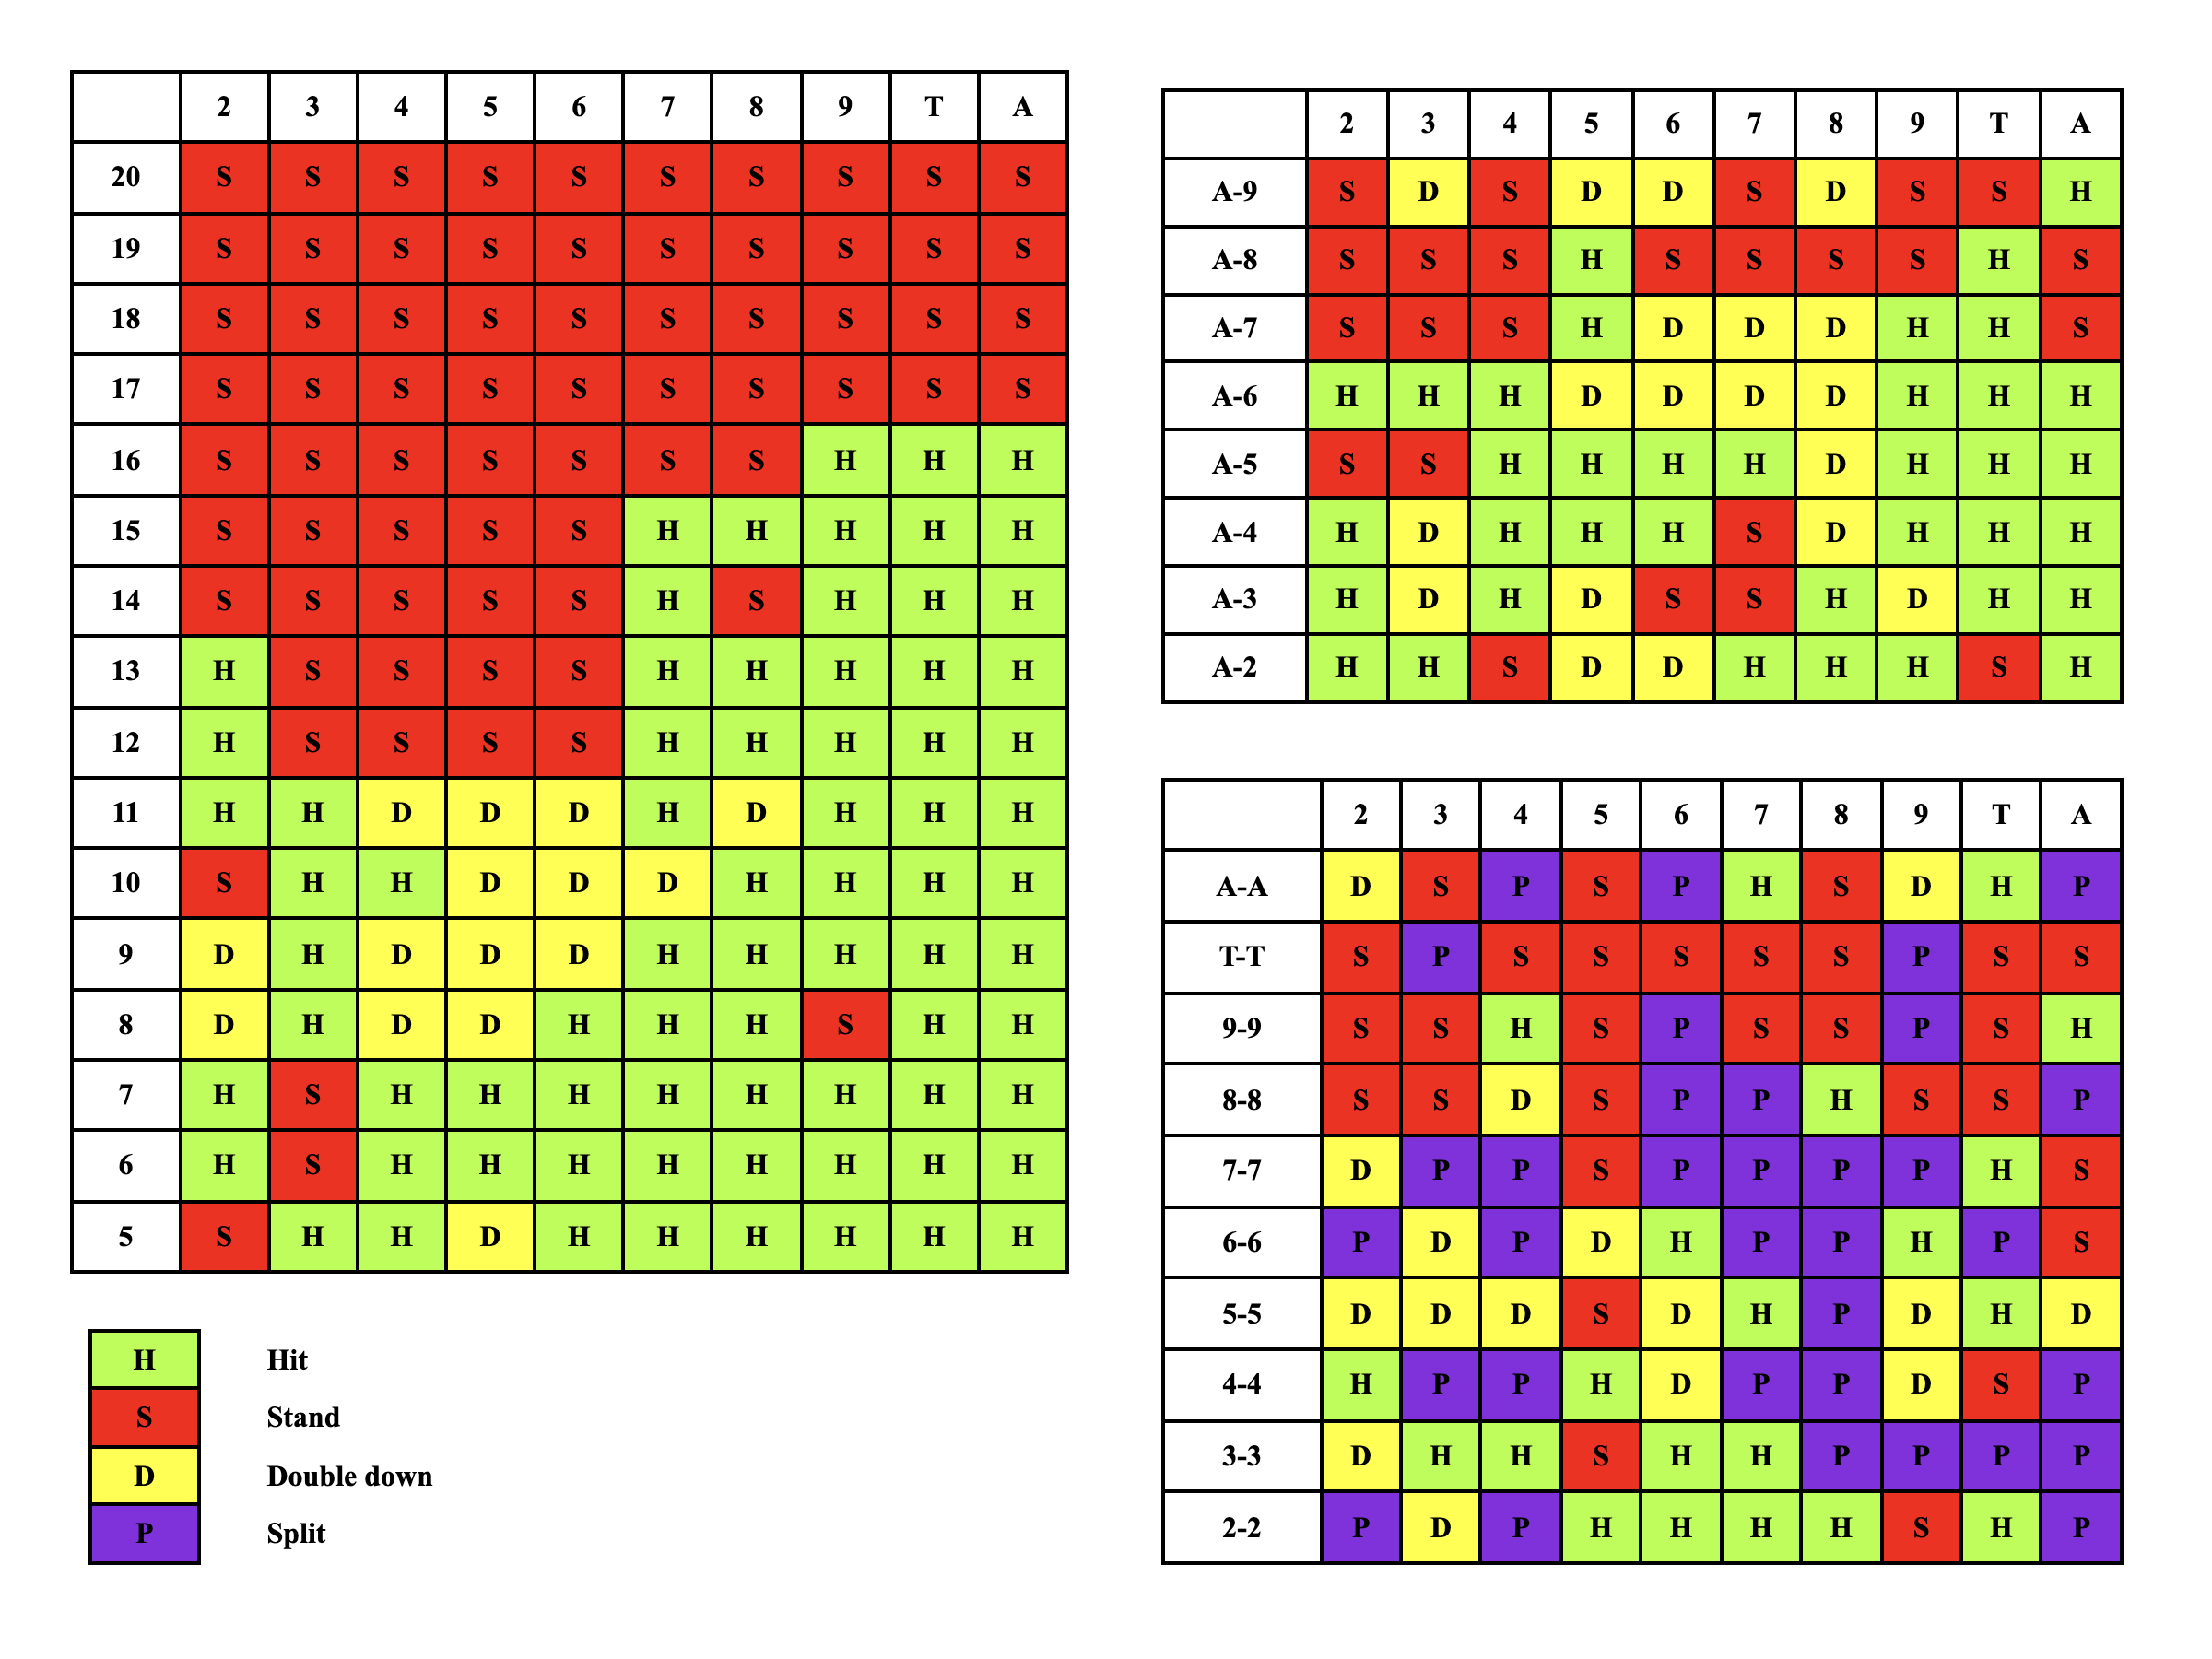 2 3 4 5 6 7 8 9 T A
20 S S S S S S S S S S
19 S S S S S S S S S S
18 S S S S S S S S S S
17 S S S S S S S S S S
16 S S S S S S S H H H
15 S S S S S H H H H H
14 S S S S S H S H H H
13 H S S S S H H H H H
12 H S S S S H H H H H
11 H H D D D H D H H H
10 S H H D D D H H H H
9 D H D D D H H H H H
8 D H D D H H H S H H
7 H S H H H H H H H H
6 H S H H H H H H H H
5 S H H D H H H H H H
H Hit
S Stand
D Double down
P Split
2 3 4 5 6 7 8 9 T A
A-9 S D S D D S D S S H
A-8 S S S H S S S S H S
A-7 S S S H D D D H H S
A-6 H H H D D D D H H H
A-5 S S H H H H D H H H
A-4 H D H H H S D H H H
A-3 H D H D S S H D H H
A-2 H H S D D H H H S H
2 3 4 5 6 7 8 9 T A
A-A D S P S P H S D H P
T-T S P S S S S S P S S
9-9 S S H S P S S P S H
8-8 S S D S P P H S S P
7-7 D P P S P P P P H S
6-6 P D P D H P P H P S
5-5 D D D S D H P D H D
4-4 H P P H D P P D S P
3-3 D H H S H H P P P P
2-2 P D P H H H H S H P